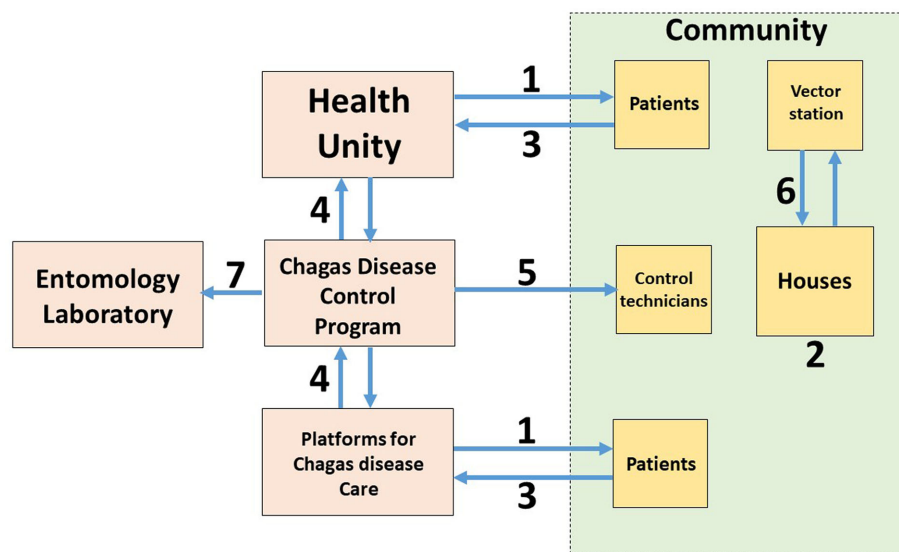 Community
1
Health
Unity
Patients
Vector
station
3
4
6
Entomology
Laboratory
7
Chagas Disease
Control
Program
5
Control
technicians
Houses
2
4
Platforms for
Chagas disease
Care
1
Patients
3